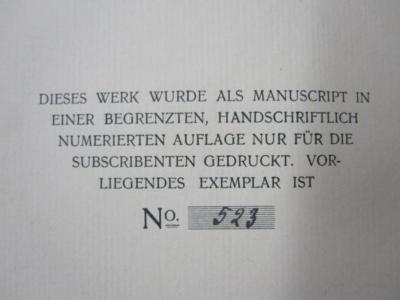 DIESES WERK WURDE ALS MANUSCRIPT IN
EINER BEGRENZTEN, HANDSCHRIFTLICH
NUMERIERTEN AUFLAGE NUR FÜR DIE
SUBSCRIBENTEN GEDRUCKT. VOR-
LIEGENDES EXEMPLAR IST
No. 523